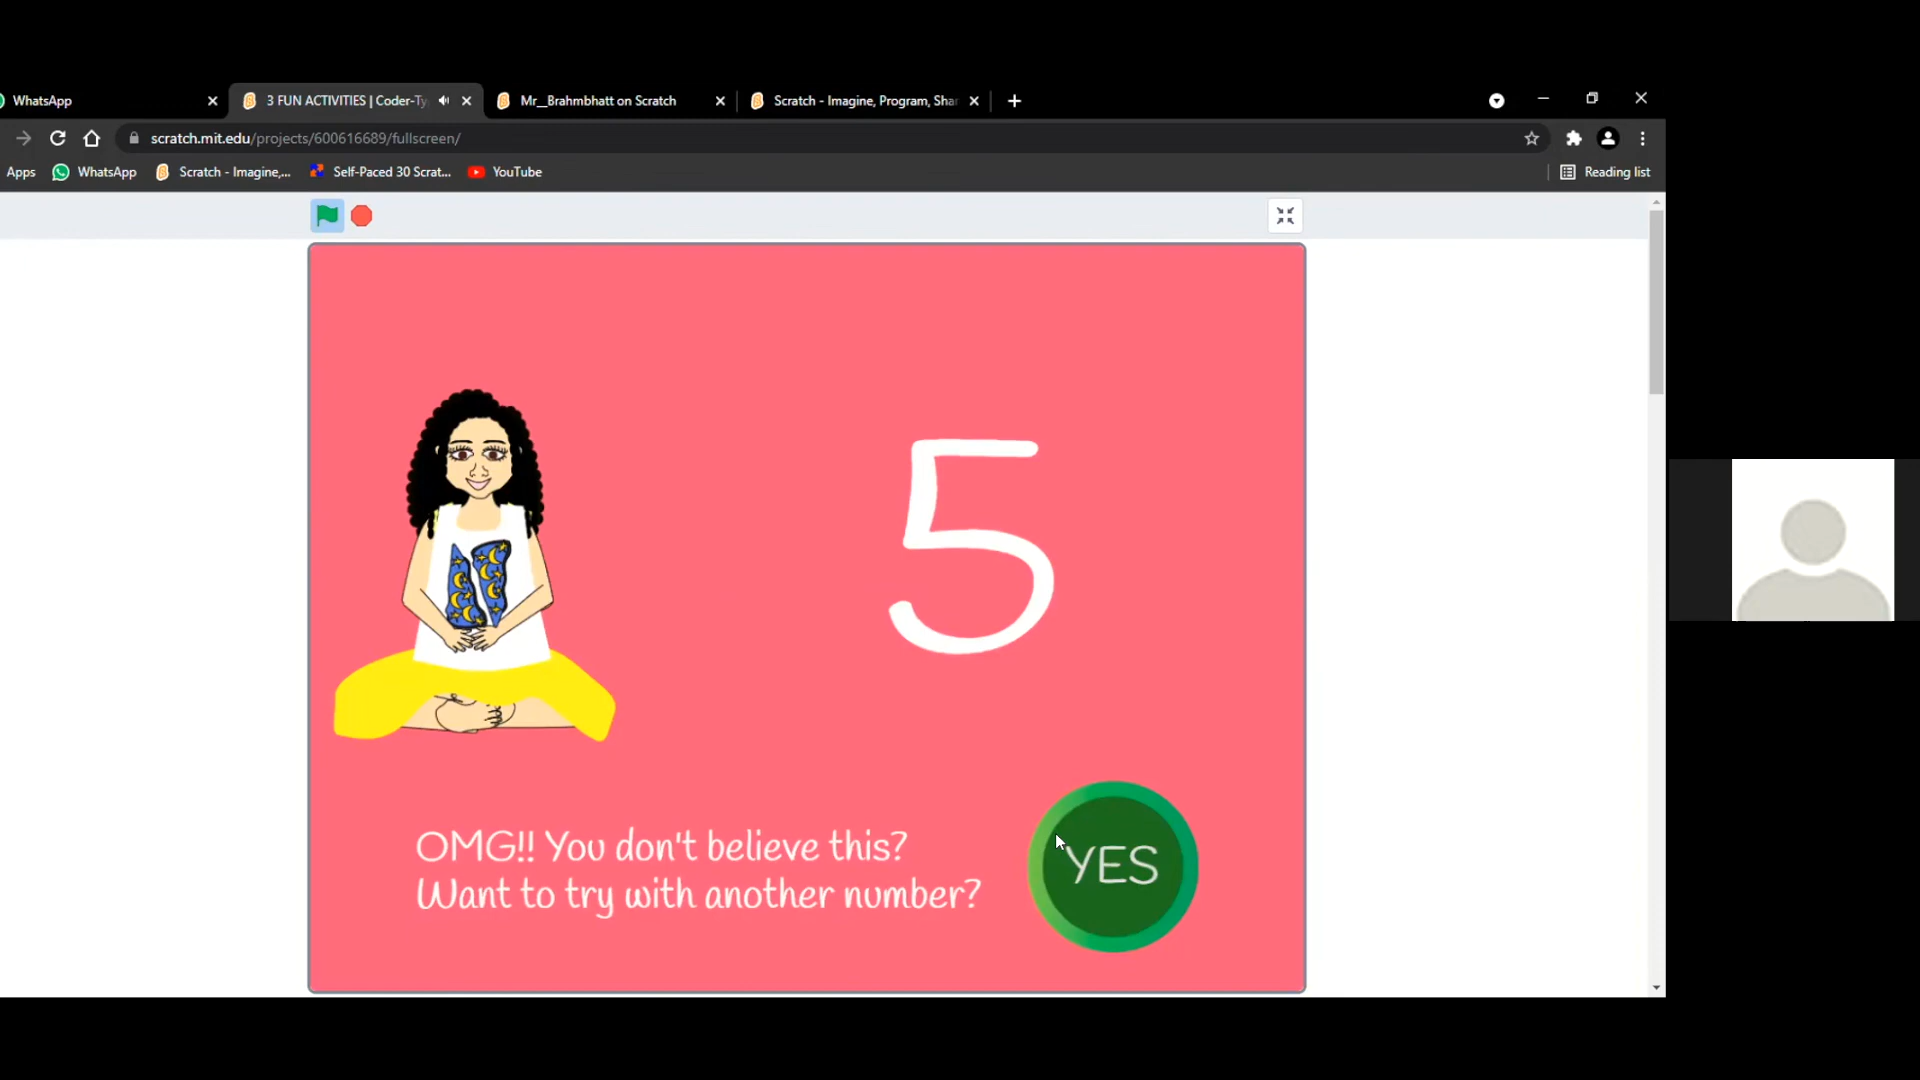 WhatsApp
3 FUN ACTIVITIES | Coder-Ty
Mr__Brahmbhatt on Scratch
Scratch - Imagine, Program, Shar
scratch.mit.edu/projects/600616689/fullscreen/
Apps
WhatsApp
Scratch - Imagine,...
Self-Paced 30 Scrat...
YouTube
Reading list
5
OMG!! You don't believe this?
Want to try with another number?
YES